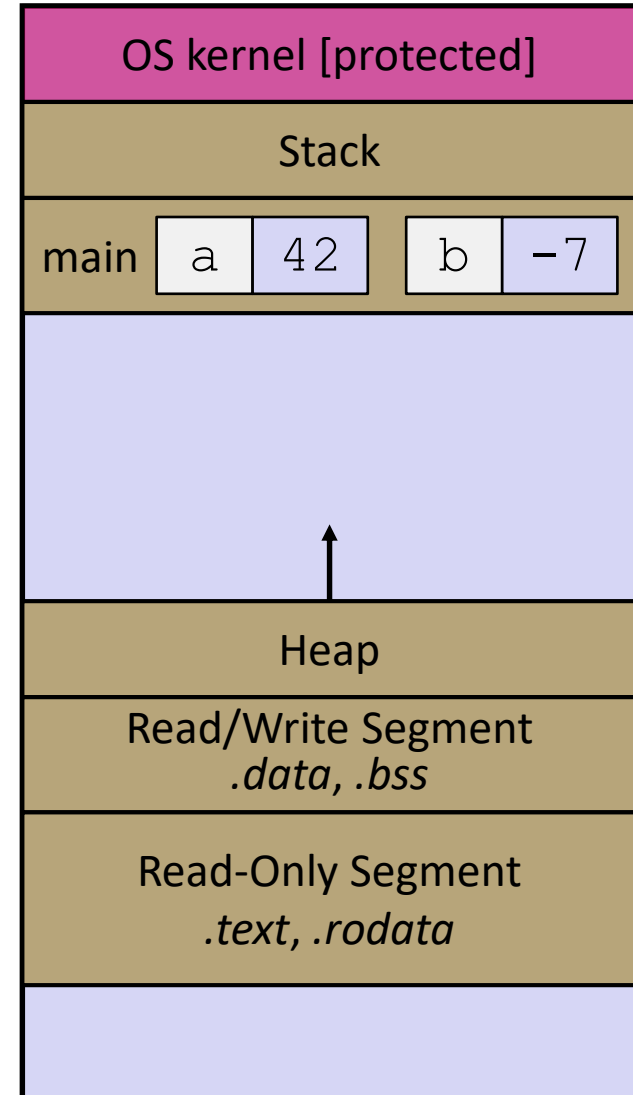 OS kernel [protected]
Stack
main a 42 b -7
Heap
Read/Write Segment
.data, .bss
Read-Only Segment
.text, .rodata